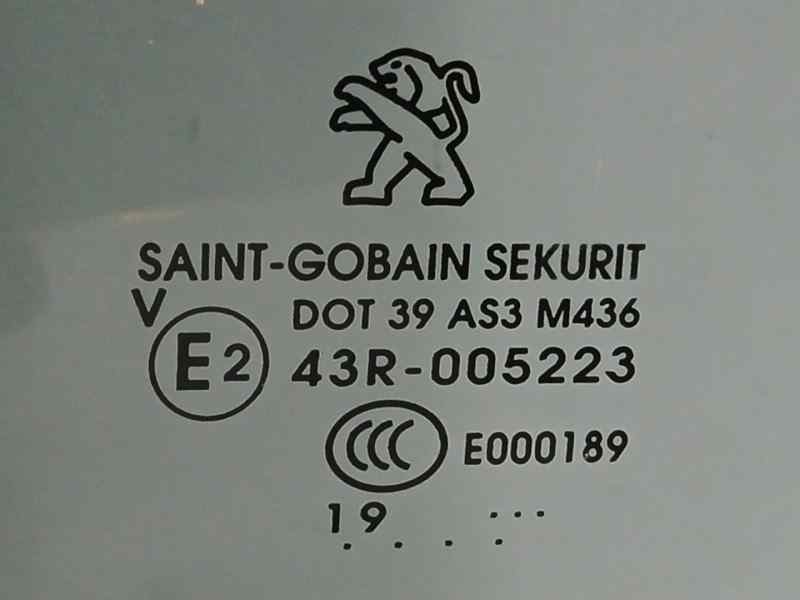 SAINT-GOBAIN SEKURIT
V DOT 39 AS3 M436
E2 43R-005223
CCC E000189
19